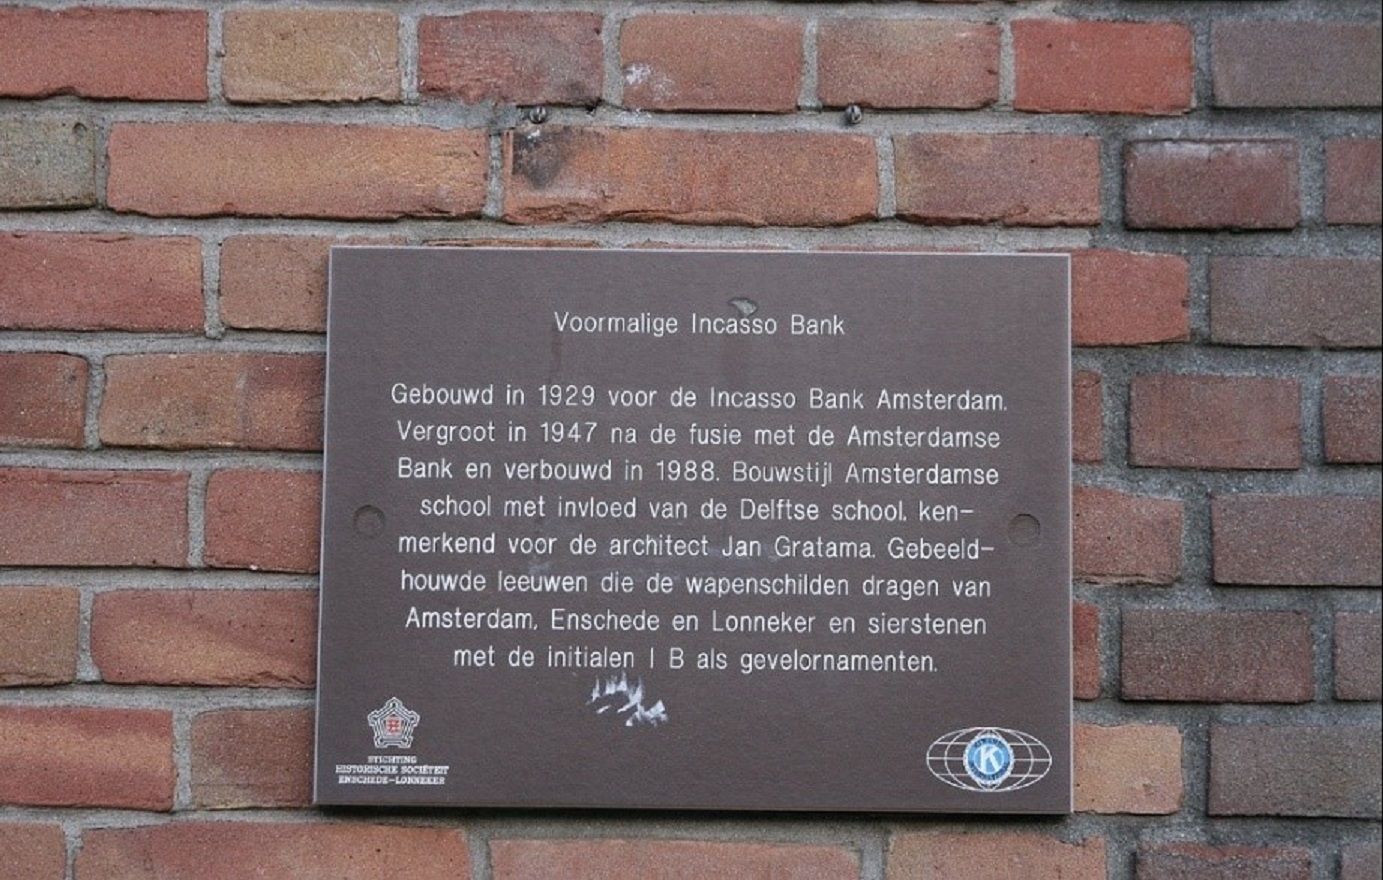 Voormalige Incasso Bank
Gebouwd in 1929 voor de Incasso Bank Amsterdam.
Vergroot in 1947 na de fusie met de Amsterdamse
Bank en verbouwd in 1988. Bouwstijl Amsterdamse
school met invloed van de Delftse school, ken-
merkend voor de architect Jan Gratama. Gebeeld-
houwde leeuwen die de wapenschilden dragen van
Amsterdam, Enschede en Lonneker en sierstenen
met de initialen I B als gevelornamenten.
STICHTING
HISTORISCHE SOCIËTEIT
ENSCHEDE-LONNEKER
K